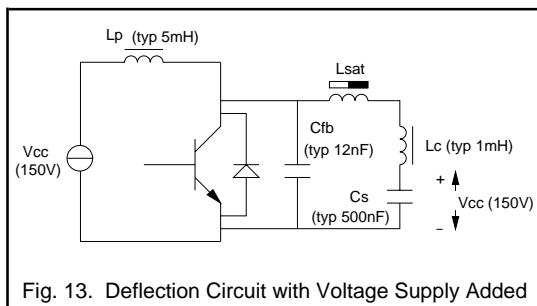 Lp (typ 5mH)
Lsat
Cfb
(typ 12nF)
Lc (typ 1mH)
Vcc
(150V)
+
Cs
(typ 500nF)
Vcc (150V)
–
Fig. 13. Deflection Circuit with Voltage Supply Added